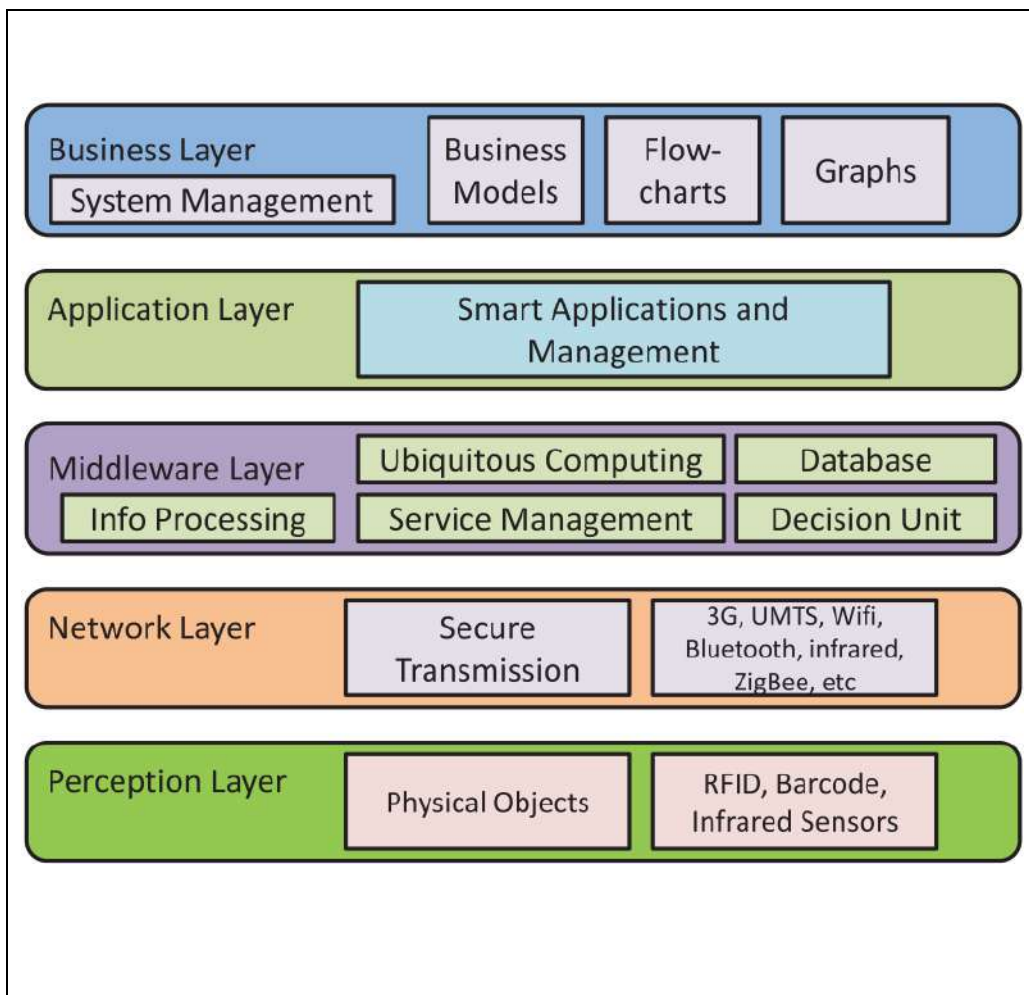 Business Layer
System Management
Business
Models
Flow-
charts
Graphs
Application Layer
Smart Applications and
Management
Middleware Layer
Info Processing
Ubiquitous Computing
Database
Service Management
Decision Unit
Network Layer
Secure
Transmission
3G, UMTS, Wifi,
Bluetooth, infrared,
ZigBee, etc
Perception Layer
Physical Objects
RFID, Barcode,
Infrared Sensors